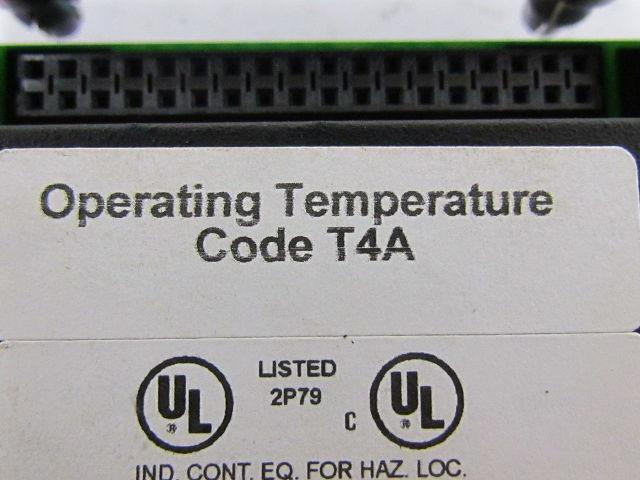 Operating Temperature
Code T4A
LISTED
UL ® 2P79 C UL ®
IND. CONT. EQ. FOR HAZ. LOC.